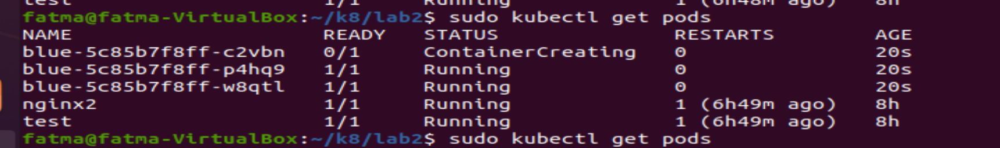 test 1/1 Running 1 (6h48m ago) 8h
fatma@fatma-VirtualBox:~/k8/lab2$ sudo kubectl get pods
NAME READY STATUS RESTARTS AGE
blue-5c85b7f8ff-c2vbn 0/1 ContainerCreating 0 20s
blue-5c85b7f8ff-p4hq9 1/1 Running 0 20s
blue-5c85b7f8ff-w8qtl 1/1 Running 0 20s
nginx2 1/1 Running 1 (6h49m ago) 8h
test 1/1 Running 1 (6h49m ago) 8h
fatma@fatma-VirtualBox:~/k8/lab2$ sudo kubectl get pods